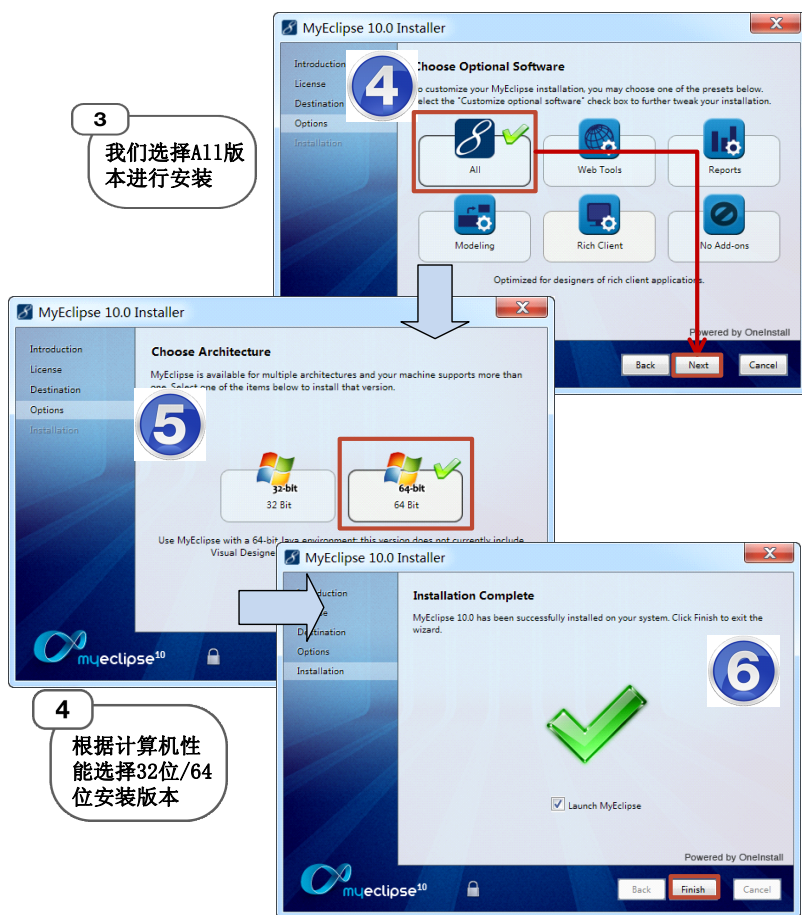 MyEclipse 10.0 Installer
Introduction
License
Destination
Options
Installation
4
Choose Optional Software
To customize your MyEclipse installation, you may choose one of the presets below.
Select the "Customize optional software" check box to further tweak your installation.
All
Web Tools
Reports
Modeling
Rich Client
No Add-ons
Optimized for designers of rich client applications.
Powered by OneInstall
Back
Next
Cancel
3
我们选择All版
本进行安装
MyEclipse 10.0 Installer
Introduction
License
Destination
Options
Installation
5
Choose Architecture
MyEclipse is available for multiple architectures and your machine supports more than
one. Select one of the items below to install that version.
32-bit
32 Bit
64-bit
64 Bit
Use MyEclipse with a 64-bit Java environment; this version does not currently include
Visual Designe
myeclipse10
4
根据计算机性
能选择32位/64
位安装版本
MyEclipse 10.0 Installer
duction
e
Destination
Options
Installation
Installation Complete
MyEclipse 10.0 has been successfully installed on your system. Click Finish to exit the
wizard.
6
Launch MyEclipse
Powered by OneInstall
myeclipse10
Back
Finish
Cancel